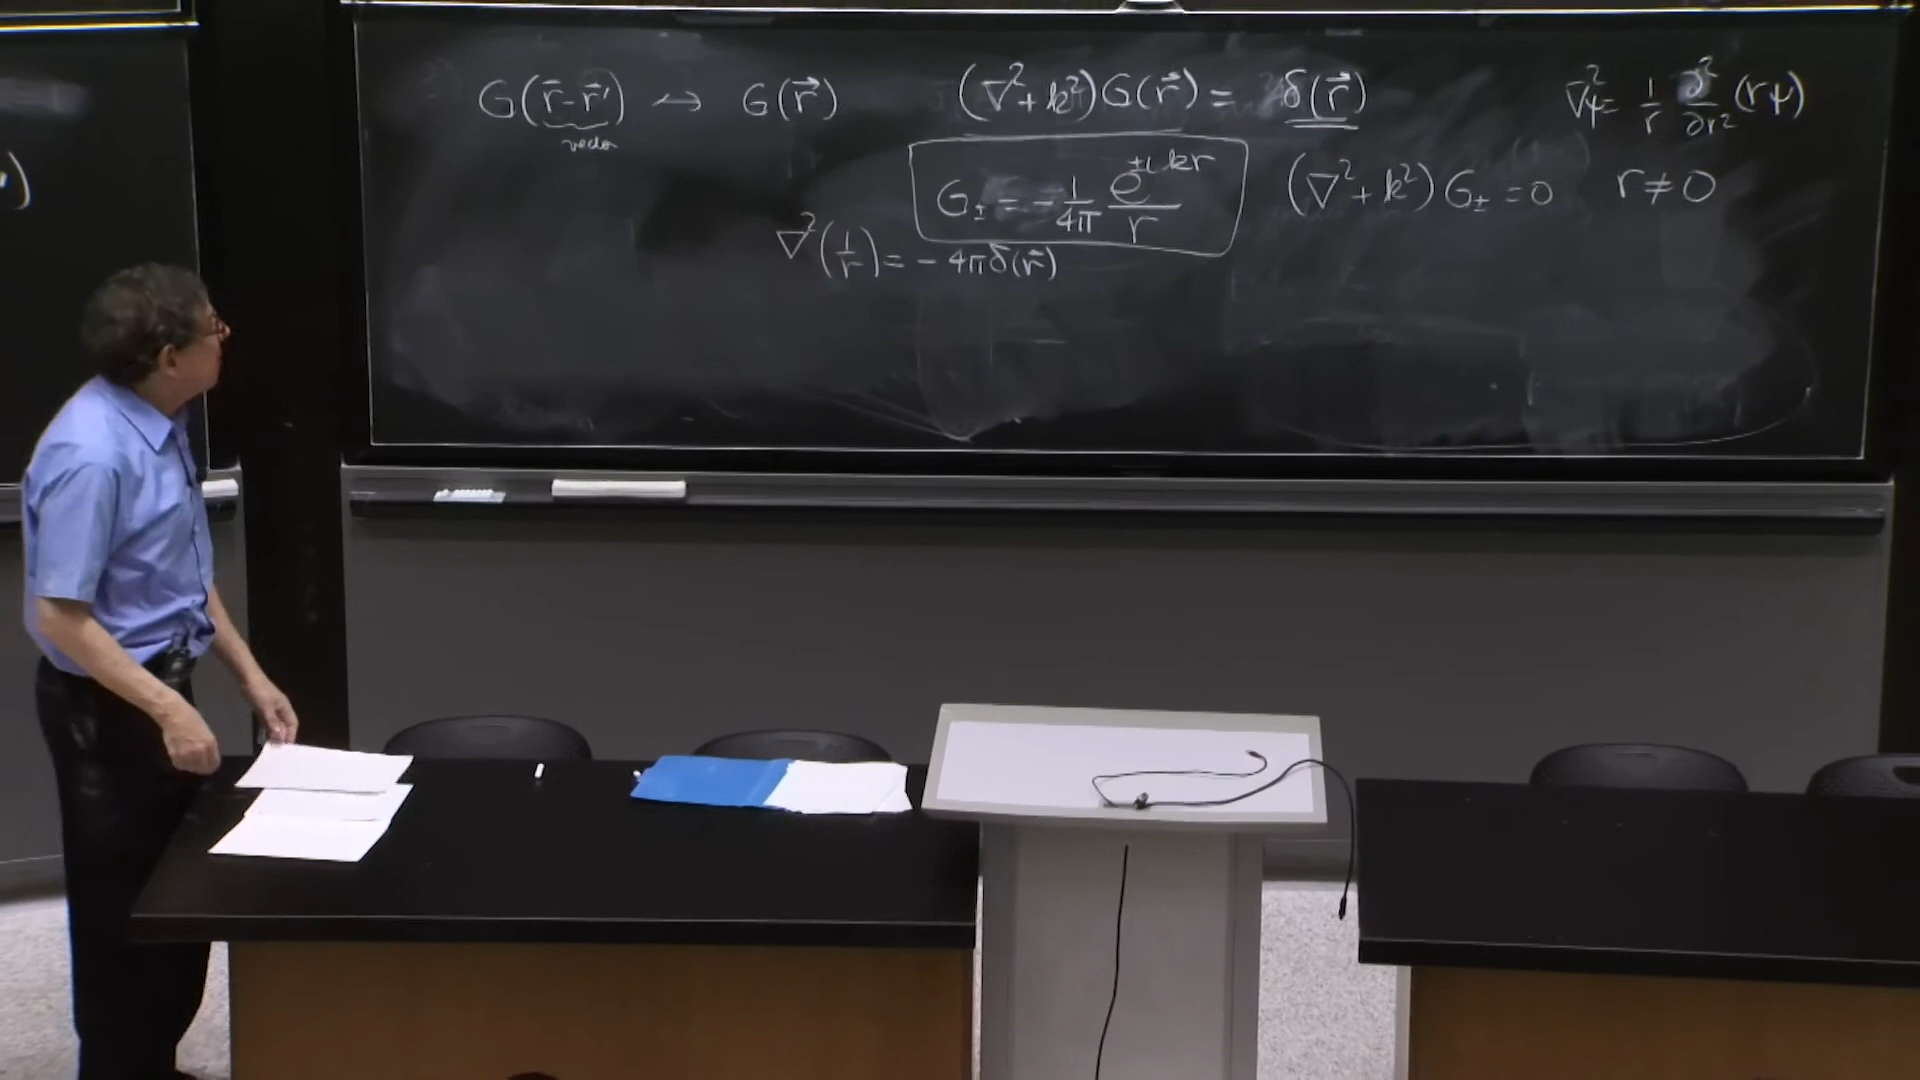 G(r⃗-r⃗') ↦ G(r⃗) (∇²+k²)G(r⃗) = δ(r⃗) ∇²ψ = 1/r ∂²/∂r² (rψ)
vector
G± = -1/4π e^{±ikr}/r (∇²+k²)G± = 0 r ≠ 0
∇²(1/r) = -4πδ(r⃗)
')